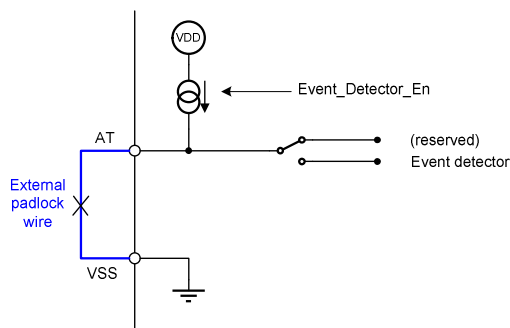 VDD
Event_Detector_En
AT
(reserved)
Event detector
External
padlock
wire
VSS